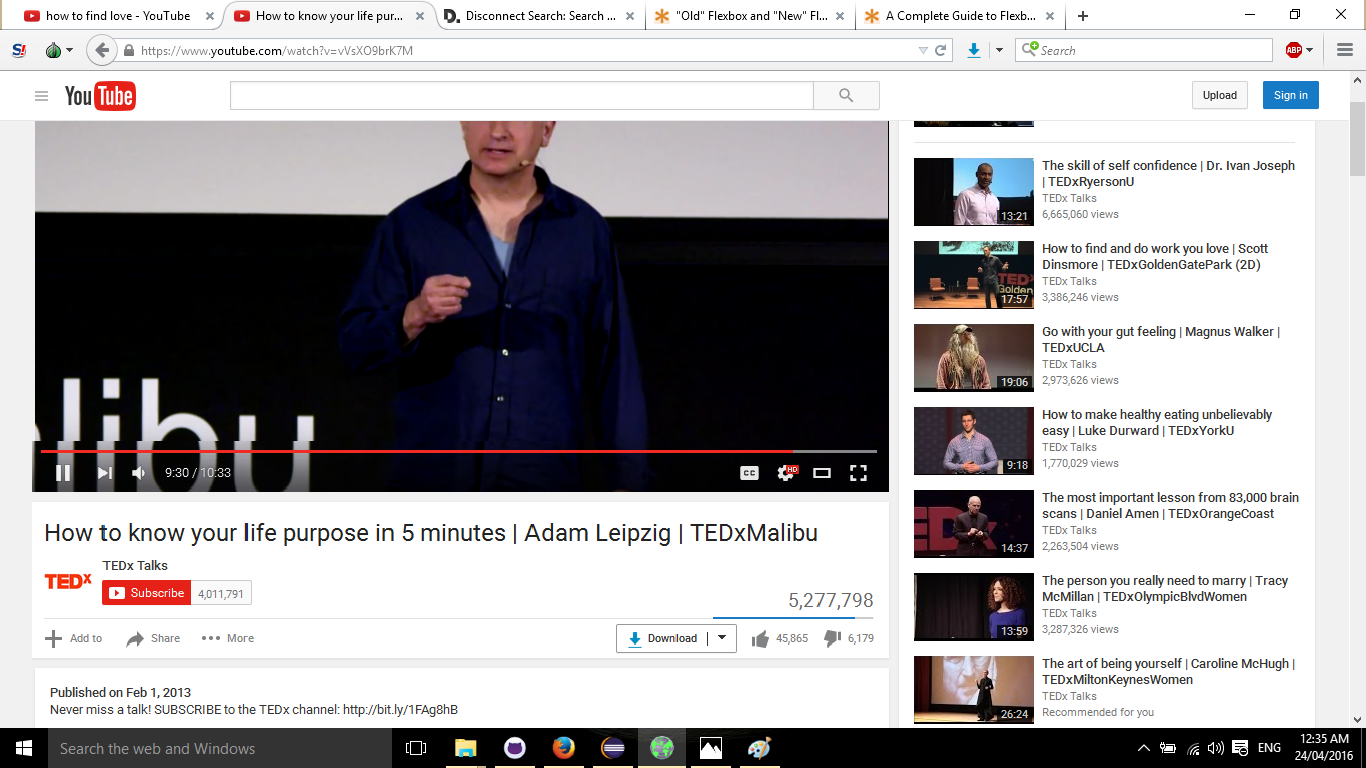 how to find love - YouTube
How to know your life pur...
Disconnect Search: Search ...
"Old" Flexbox and "New" Fl...
A Complete Guide to Flexb...
S!
https://www.youtube.com/watch?v=vVsXO9brK7M
Search
ABP
YouTube
Upload
Sign in
alibu
9:30 / 10:33
CC
HD
How to know your life purpose in 5 minutes | Adam Leipzig | TEDxMalibu
TEDx
TEDx Talks
Subscribe
4,011,791
5,277,798
Add to
Share
More
Download
45,865
6,179
Published on Feb 1, 2013
Never miss a talk! SUBSCRIBE to the TEDx channel: http://bit.ly/1FAg8hB
13:21
The skill of self confidence | Dr. Ivan Joseph
| TEDxRyersonU
TEDx Talks
6,665,060 views
TED
Golden
17:57
How to find and do work you love | Scott
Dinsmore | TEDxGoldenGatePark (2D)
TEDx Talks
3,386,246 views
19:06
Go with your gut feeling | Magnus Walker |
TEDxUCLA
TEDx Talks
2,973,626 views
9:18
How to make healthy eating unbelievably
easy | Luke Durward | TEDxYorkU
TEDx Talks
1,770,029 views
14:37
The most important lesson from 83,000 brain
scans | Daniel Amen | TEDxOrangeCoast
TEDx Talks
2,263,504 views
13:59
The person you really need to marry | Tracy
McMillan | TEDxOlympicBlvdWomen
TEDx Talks
3,287,326 views
26:24
The art of being yourself | Caroline McHugh |
TEDxMiltonKeynesWomen
TEDx Talks
Recommended for you
Search the web and Windows
ENG
12:35 AM
24/04/2016